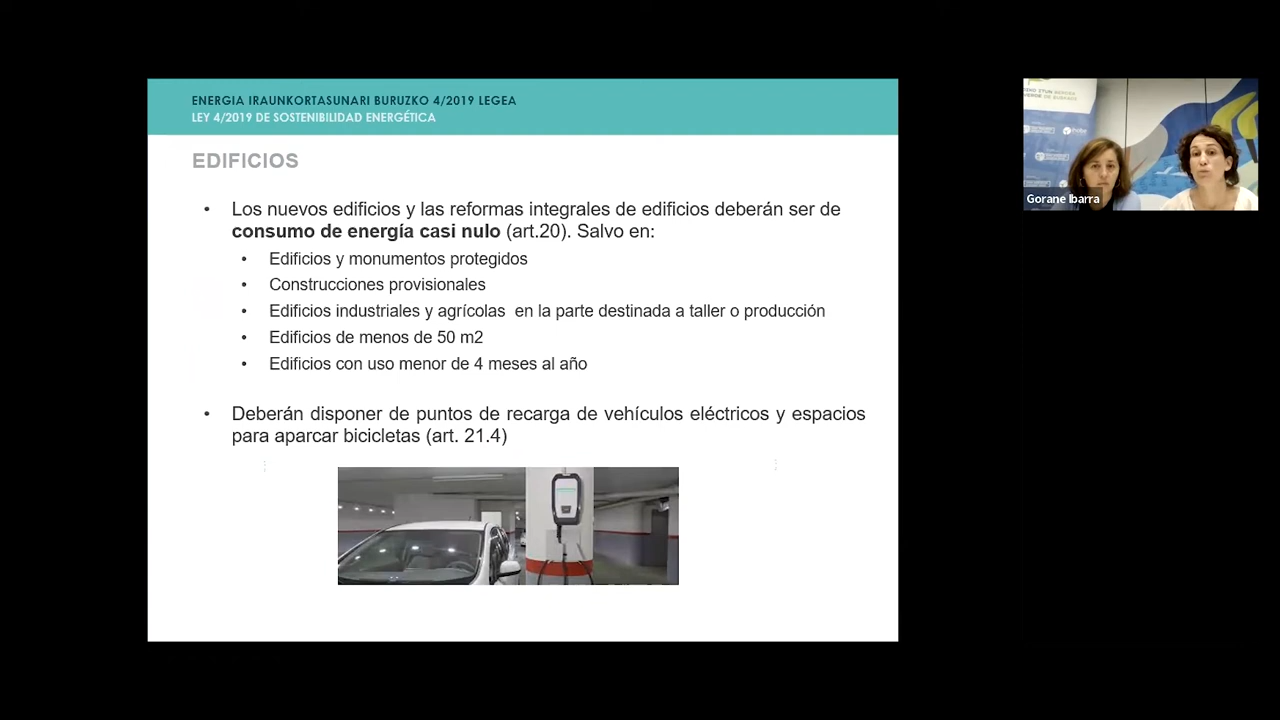 ENERGIA IRAUNKORTASUNARI BURUZKO 4/2019 LEGEA
LEY 4/2019 DE SOSTENIBILIDAD ENERGÉTICA
EDIFICIOS
• Los nuevos edificios y las reformas integrales de edificios deberán ser de
consumo de energía casi nulo (art.20). Salvo en:
• Edificios y monumentos protegidos
• Construcciones provisionales
• Edificios industriales y agrícolas  en la parte destinada a taller o producción
• Edificios de menos de 50 m2
• Edificios con uso menor de 4 meses al año
• Deberán disponer de puntos de recarga de vehículos eléctricos y espacios
para aparcar bicicletas (art. 21.4)
Gorane Ibarra